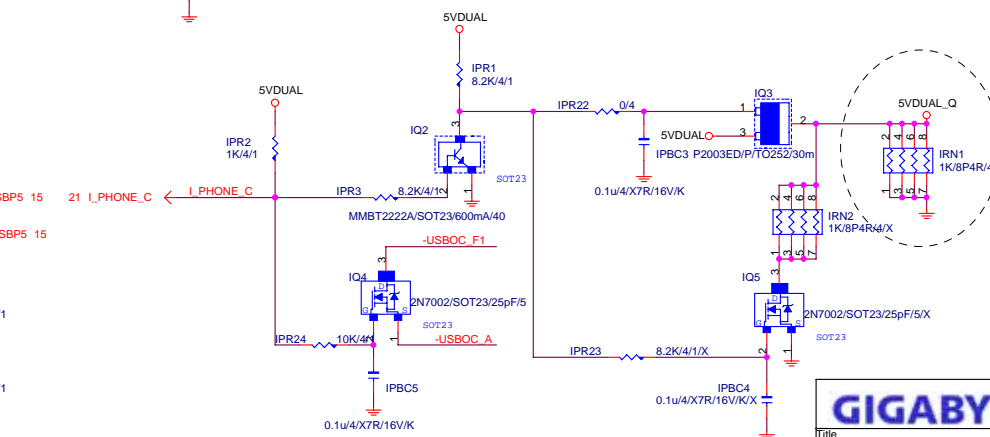 5VDUAL
IPR1
8.2K/4/1
5VDUAL
IPR2
1K/4/1
IPR22 0/4
IQ3
1
2
3
5VDUAL
IPBC3 P2003ED/P/TO252/30m
0.1u/4/X7R/16V/K
5VDUAL_Q
2 4 6 8
IRN1
1K/8P4R/4
1 3 5 7
IQ2
3
2
1
SOT23
MMBT2222A/SOT23/600mA/40
SBP5 15
21 I_PHONE_C
I_PHONE_C
IPR3 8.2K/4/1
SBP5 15
2 4 6 8
IRN2
1K/8P4R/4/X
1 3 5 7
-USBOC_F1
3
IQ4
D
G S
2N7002/SOT23/25pF/5
SOT23
2
1
-USBOC_A
IPR24 10K/4/1
IPBC5
0.1u/4/X7R/16V/K
3
IQ5
D
G S
2N7002/SOT23/25pF/5/X
SOT23
2
1
IPR23 8.2K/4/1/X
IPBC4
0.1u/4/X7R/16V/K/X
/1
/1
GIGABY
Title